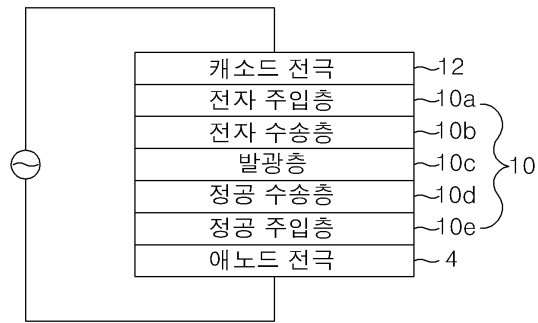 캐소드 전극 12
전자 주입층 10a
전자 수송층 10b
발광층 10c
10
정공 수송층 10d
정공 주입층 10e
애노드 전극 4